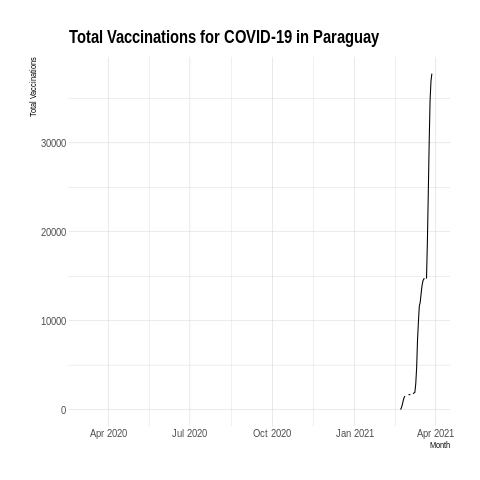 Total Vaccinations for COVID-19 in Paraguay
Total Vaccinations
30000
20000
10000
0
Apr 2020 Jul 2020 Oct 2020 Jan 2021 Apr 2021
Month